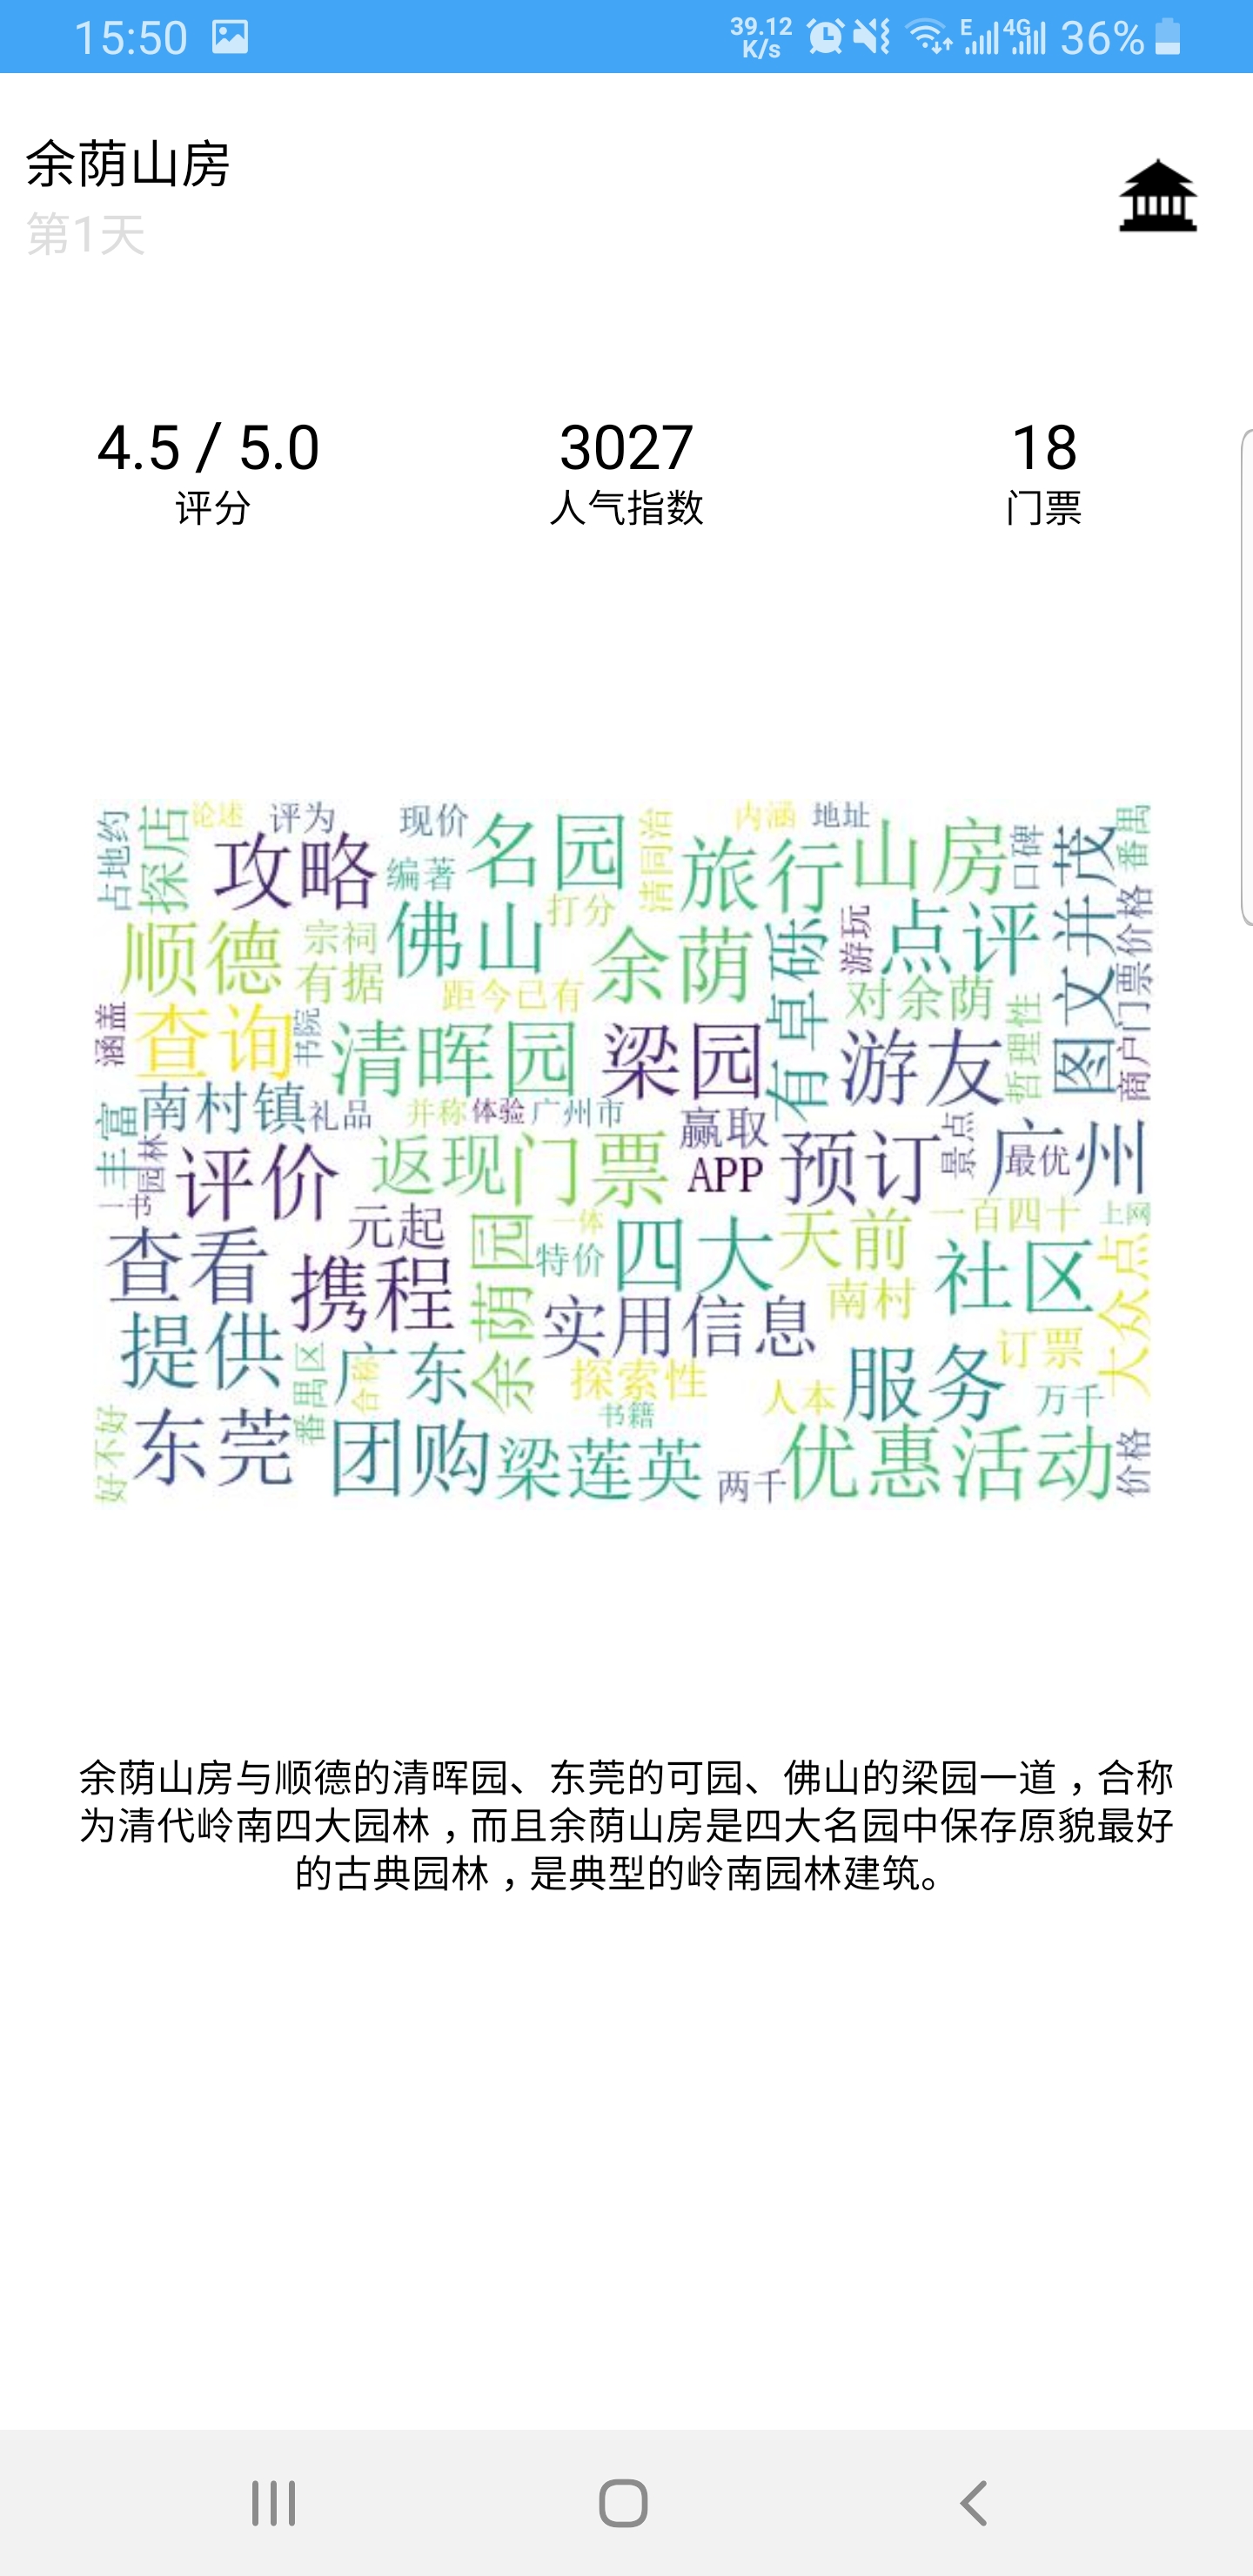 15:50
39.12
K/s
E
4G
36%
余荫山房
第1天
4.5 / 5.0
评分
3027
人气指数
18
门票
占地约
探店
论述
评为
现价
名园
清同治
内涵
地址
山房
口碑
图文并茂
番禺
攻略
编著
旅行
打分
商户门票价格
顺德
宗祠
佛山
余荫
有卓砾
游玩
点评
有据
距今已有
对余荫
涵盖
查询
书院
清晖园
梁园
游友
哲理性
丰富
南村镇
礼品
并称
体验
广州市
赢取
园林
评价
返现
门票
APP
预订
景点
广州
最优
一书
元起
余荫园
一体
四大
天前
一百四十
上网
查看
携程
特价
南村
社区
大众点
实用信息
提供
番禺区
广东
合称
探索性
订票
服务
人本
万千
书籍
好不好
东莞
团购
梁莲英
两千
优惠活动
价格
余荫山房与顺德的清晖园、东莞的可园、佛山的梁园一道，合称
为清代岭南四大园林，而且余荫山房是四大名园中保存原貌最好
的古典园林，是典型的岭南园林建筑。